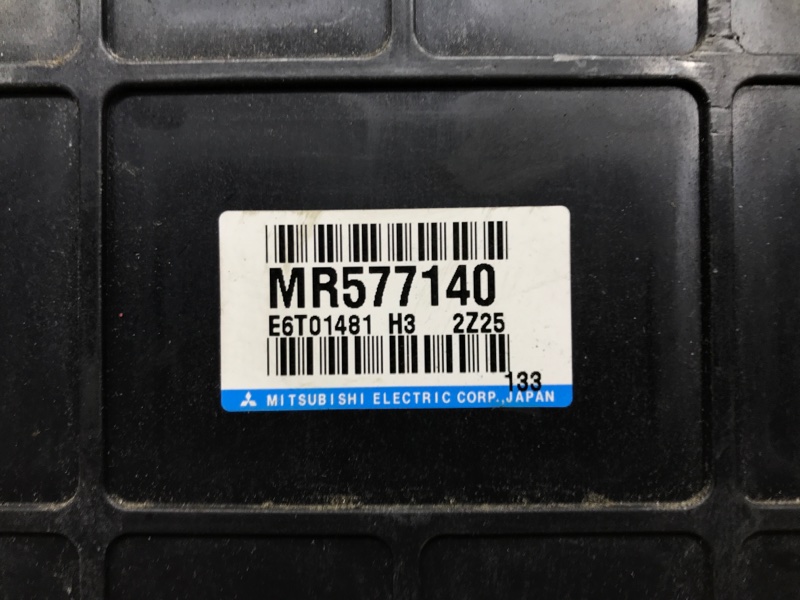 MR577140
E6T01481 H3 2Z25
133
MITSUBISHI ELECTRIC CORP.,JAPAN